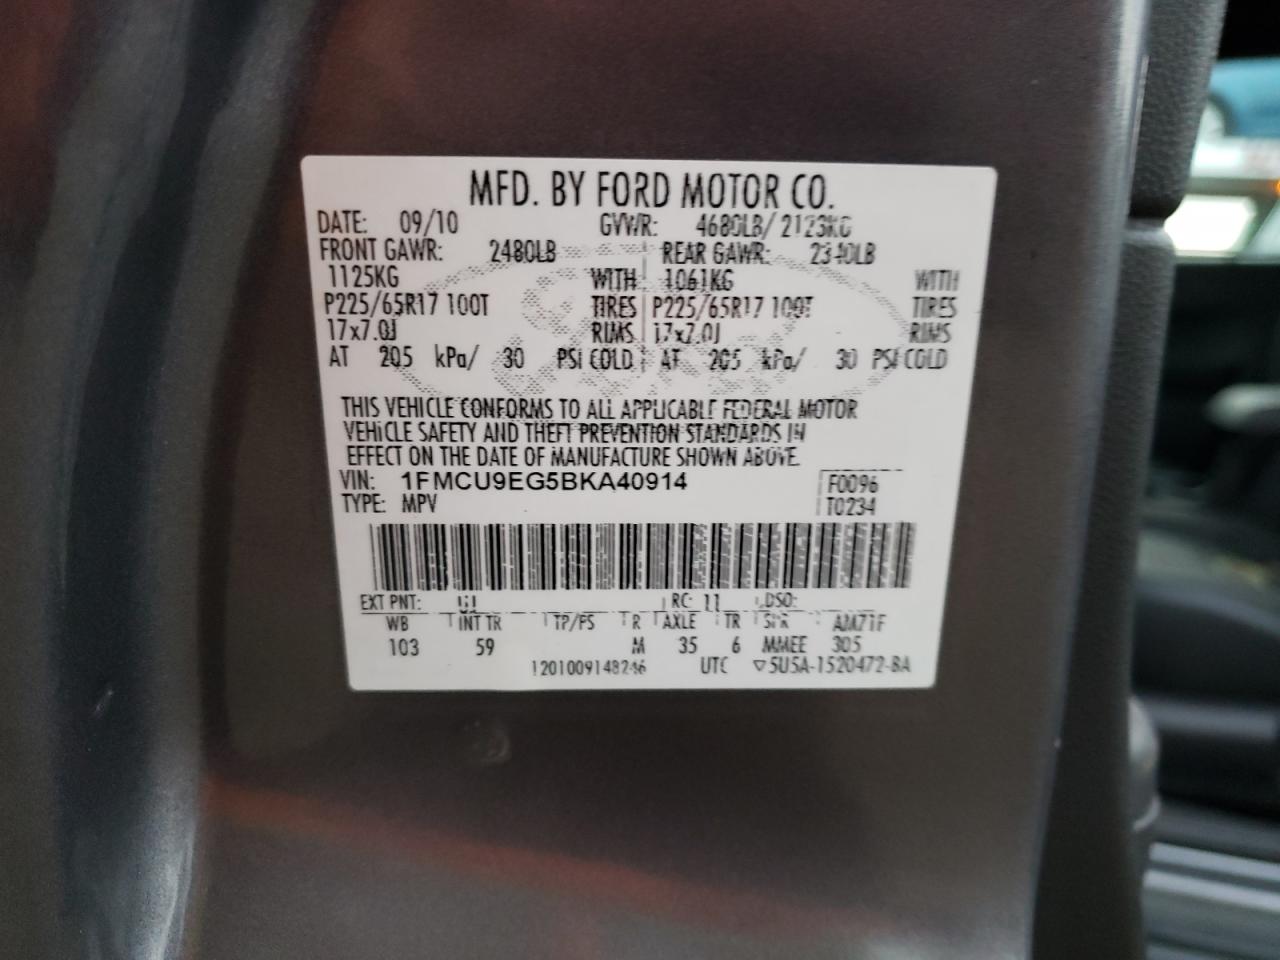 MFD. BY FORD MOTOR CO.
DATE: 09/10 GVWR: 4680LB/ 2123KG
FRONT GAWR: 2480LB REAR GAWR: 2340LB
1125KG WITH 1061KG WITH
P225/65R17 100T TIRES P225/65R17 100T TIRES
17x7.0J RIMS 17x7.0J RIMS
AT 205 kPa/ 30 PSI COLD AT 205 kPa/ 30 PSI COLD
THIS VEHICLE CONFORMS TO ALL APPLICABLE FEDERAL MOTOR
VEHICLE SAFETY AND THEFT PREVENTION STANDARDS IN
EFFECT ON THE DATE OF MANUFACTURE SHOWN ABOVE.
VIN: 1FMCU9EG5BKA40914 F0096
TYPE: MPV T0234
EXT PNT: RC: 11 DSO:
WB INT TR TP/PS R AXLE TR SPR AM71F
103 59 M 35 6 MMEE 305
1201009148246 UTC ▽5U5A-1520472-BA